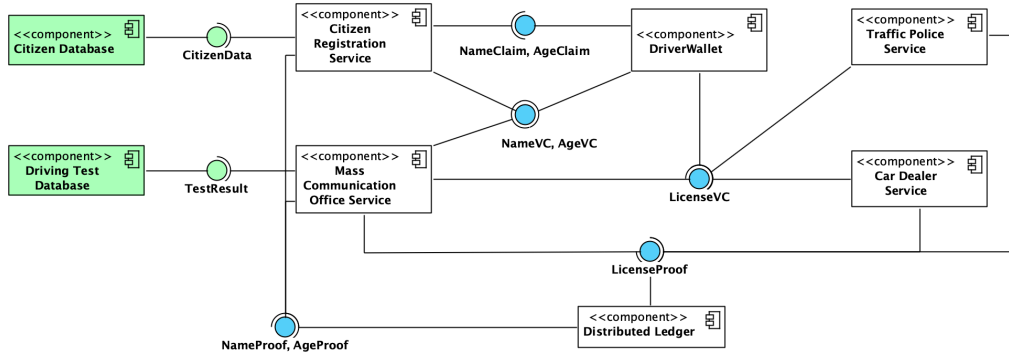 <<component>>
Citizen Database
CitizenData
<<component>>
Citizen
Registration
Service
NameClaim, AgeClaim
<<component>>
DriverWallet
<<component>>
Traffic Police
Service
NameVC, AgeVC
<<component>>
Driving Test
Database
TestResult
<<component>>
Mass
Communication
Office Service
LicenseVC
<<component>>
Car Dealer
Service
LicenseProof
<<component>>
Distributed Ledger
NameProof, AgeProof